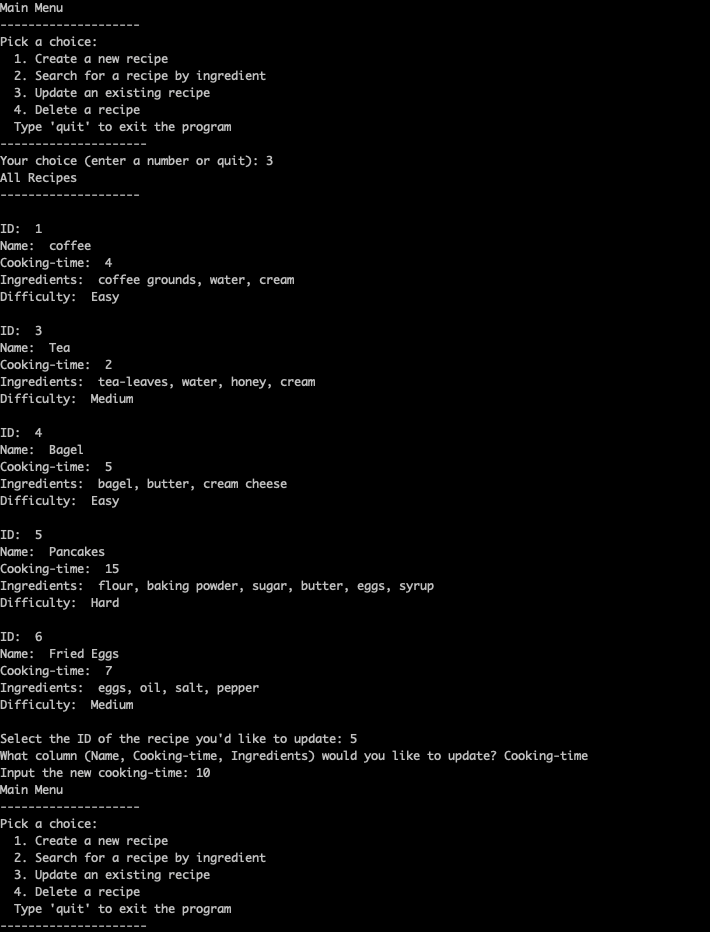 Main Menu
--------------------
Pick a choice:
  1. Create a new recipe
  2. Search for a recipe by ingredient
  3. Update an existing recipe
  4. Delete a recipe
  Type 'quit' to exit the program
---------------------
Your choice (enter a number or quit): 3
All Recipes
--------------------

ID:  1
Name:  coffee
Cooking-time:  4
Ingredients:  coffee grounds, water, cream
Difficulty:  Easy

ID:  3
Name:  Tea
Cooking-time:  2
Ingredients:  tea-leaves, water, honey, cream
Difficulty:  Medium

ID:  4
Name:  Bagel
Cooking-time:  5
Ingredients:  bagel, butter, cream cheese
Difficulty:  Easy

ID:  5
Name:  Pancakes
Cooking-time:  15
Ingredients:  flour, baking powder, sugar, butter, eggs, syrup
Difficulty:  Hard

ID:  6
Name:  Fried Eggs
Cooking-time:  7
Ingredients:  eggs, oil, salt, pepper
Difficulty:  Medium

Select the ID of the recipe you'd like to update: 5
What column (Name, Cooking-time, Ingredients) would you like to update? Cooking-time
Input the new cooking-time: 10
Main Menu
--------------------
Pick a choice:
  1. Create a new recipe
  2. Search for a recipe by ingredient
  3. Update an existing recipe
  4. Delete a recipe
  Type 'quit' to exit the program
---------------------